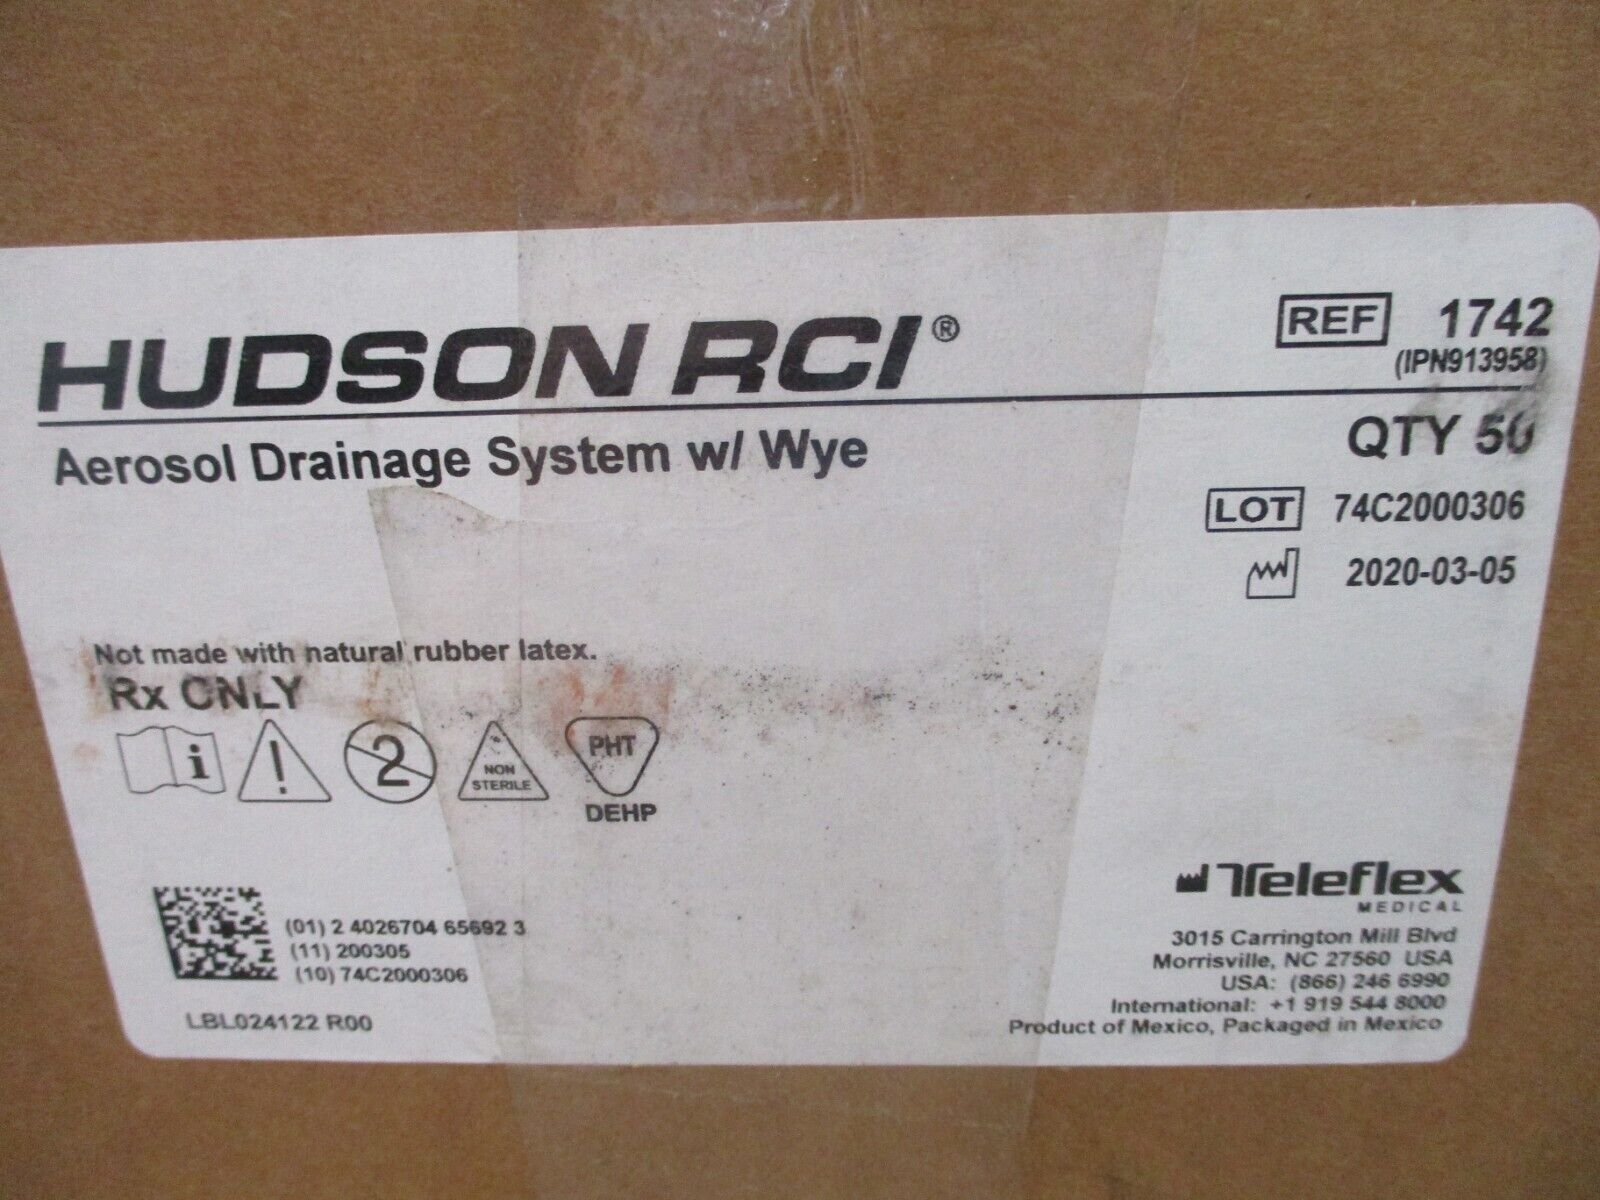 HUDSON RCI®
REF 1742
(IPN913958)
Aerosol Drainage System w/ Wye
QTY 50
LOT 74C2000306
2020-03-05
Not made with natural rubber latex.
Rx ONLY
i
!
2
NON
STERILE
PHT
DEHP
(01) 2 4026704 65692 3
(11) 200305
(10) 74C2000306
LBL024122 R00
Teleflex
MEDICAL
3015 Carrington Mill Blvd
Morrisville, NC 27560 USA
USA: (866) 246 6990
International: +1 919 544 8000
Product of Mexico, Packaged in Mexico